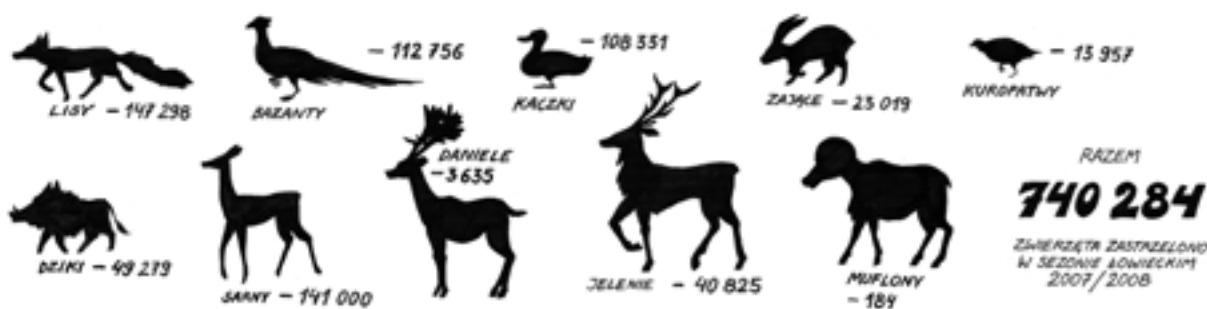 LISY – 147 298
– 112 756
BAŻANTY
– 108 331
KACZKI
ZAJĄCE – 23 019
– 13 957
KUROPATWY
DZIKI – 49 279
SARNY – 141 000
DANIELE
– 3 635
JELENIE – 40 825
MUFLONY
– 184
RAZEM
740 284
ZWIERZĘTA ZASTRZELONO
W SEZONIE ŁOWIECKIM
2007/2008